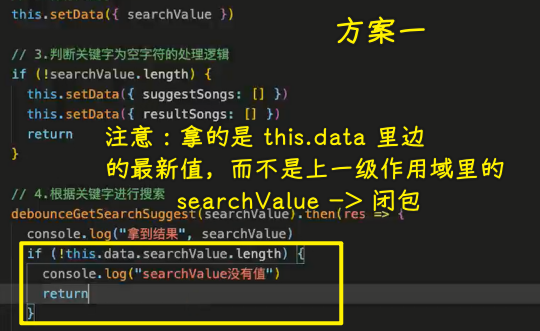 this.setData({ searchValue })
方案一
// 3.判断关键字为空字符的处理逻辑
if (!searchValue.length) {
this.setData({ suggestSongs: [] })
this.setData({ resultSongs: [] })
return
}
注意：拿的是 this.data 里边
的最新值，而不是上一级作用域里的
searchValue -> 闭包
// 4.根据关键字进行搜索
debounceGetSearchSuggest(searchValue).then(res => {
console.log("拿到结果", searchValue)
if (!this.data.searchValue.length) {
console.log("searchValue没有值")
return
}